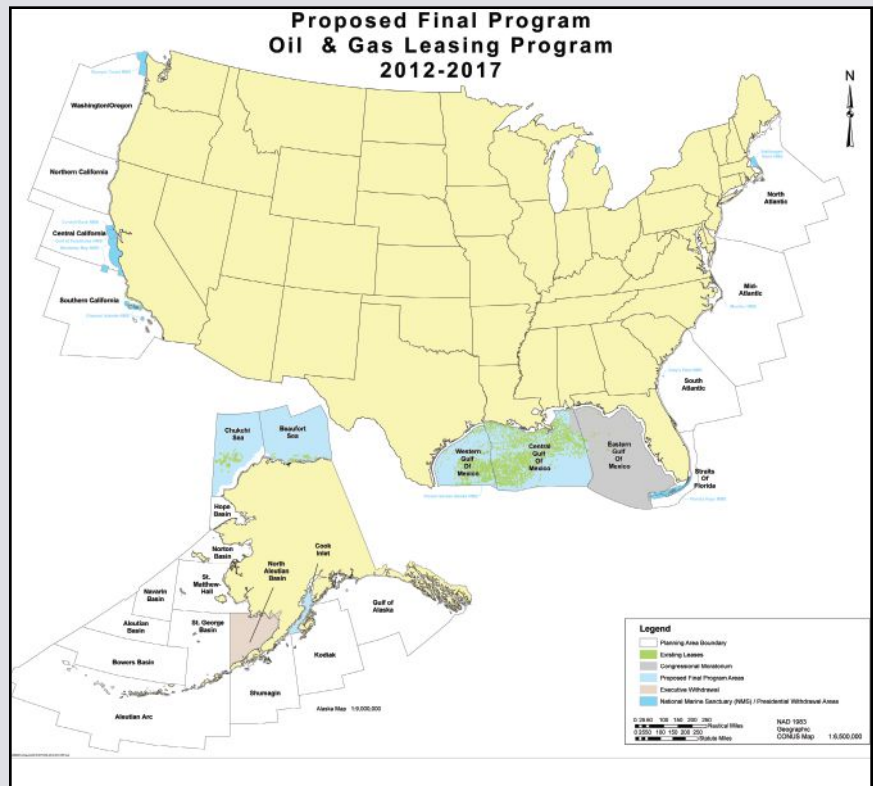 Proposed Final Program
Oil & Gas Leasing Program
2012-2017
N
Washington/Oregon
Northern California
Central California
Southern California
North
Atlantic
Mid-
Atlantic
South
Atlantic
Straits
Of
Florida
Western
Gulf
Of
Mexico
Central
Gulf
Of
Mexico
Eastern
Gulf
Of
Mexico
Chukchi
Sea
Beaufort
Sea
Hope
Basin
Norton
Basin
St.
Matthew-
Hall
Navarin
Basin
Aleutian
Basin
St. George
Basin
Bowers Basin
Aleutian Arc
North
Aleutian
Basin
Cook
Inlet
Gulf of
Alaska
Kodiak
Shumagin
Alaska Map 1:9,000,000
Legend
Planning Area Boundary
Existing Leases
Congressional Moratorium
Proposed Final Program Areas
Executive Withdrawal
National Marine Sanctuary (NMS) / Presidential Withdrawal Areas
Nautical Miles
Statute Miles
NAD 1983
Geographic
CONUS Map 1:6,500,000